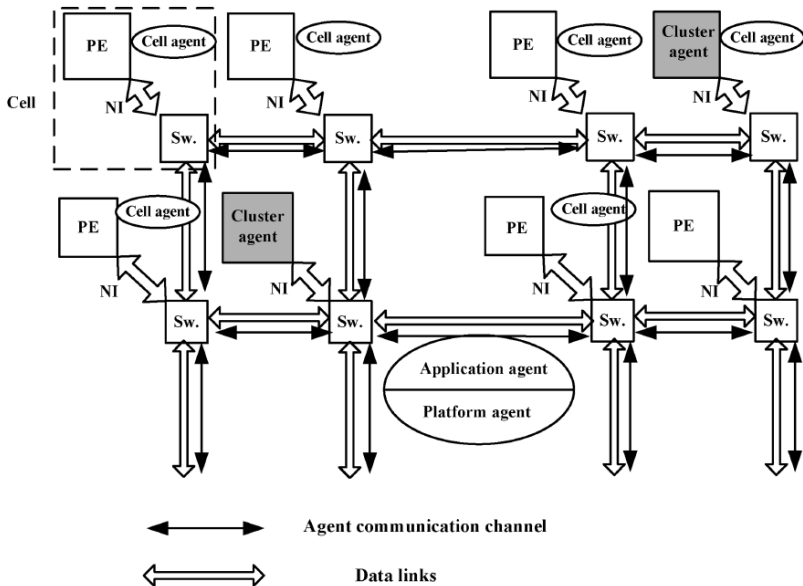 PE
Cell agent
PE
Cell agent
PE
Cell agent
Cluster
agent
Cell agent
Cell
NI
NI
NI
NI
Sw.
Sw.
Sw.
Sw.
PE
Cell agent
Cluster
agent
PE
Cell agent
PE
NI
NI
NI
NI
Sw.
Sw.
Sw.
Sw.
Application agent
Platform agent
Agent communication channel
Data links